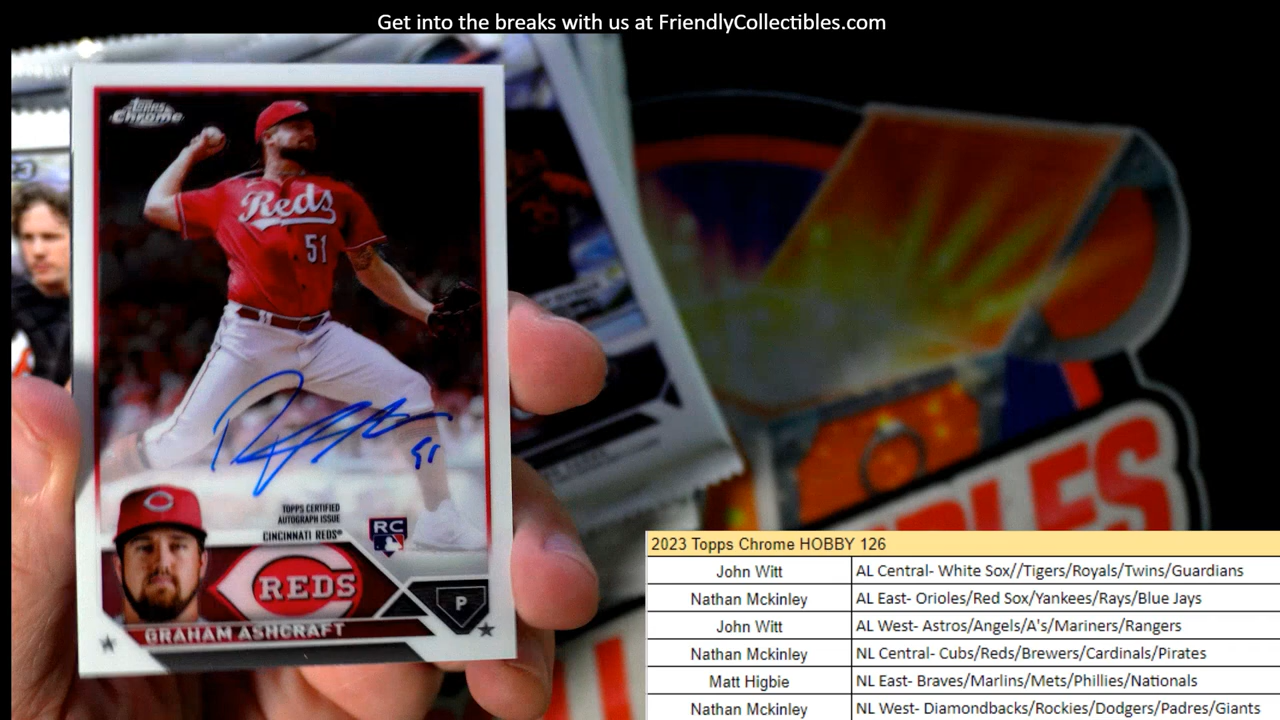 Get into the breaks with us at FriendlyCollectibles.com
Topps
Chrome
Reds
51
51
TOPPS CERTIFIED
AUTOGRAPH ISSUE
CINCINNATI REDS®
RC
REDS
P
GRAHAM ASHCRAFT
2023 Topps Chrome HOBBY 126
John Witt AL Central- White Sox//Tigers/Royals/Twins/Guardians
Nathan Mckinley AL East- Orioles/Red Sox/Yankees/Rays/Blue Jays
John Witt AL West- Astros/Angels/A's/Mariners/Rangers
Nathan Mckinley NL Central- Cubs/Reds/Brewers/Cardinals/Pirates
Matt Higbie NL East- Braves/Marlins/Mets/Phillies/Nationals
Nathan Mckinley NL West- Diamondbacks/Rockies/Dodgers/Padres/Giants